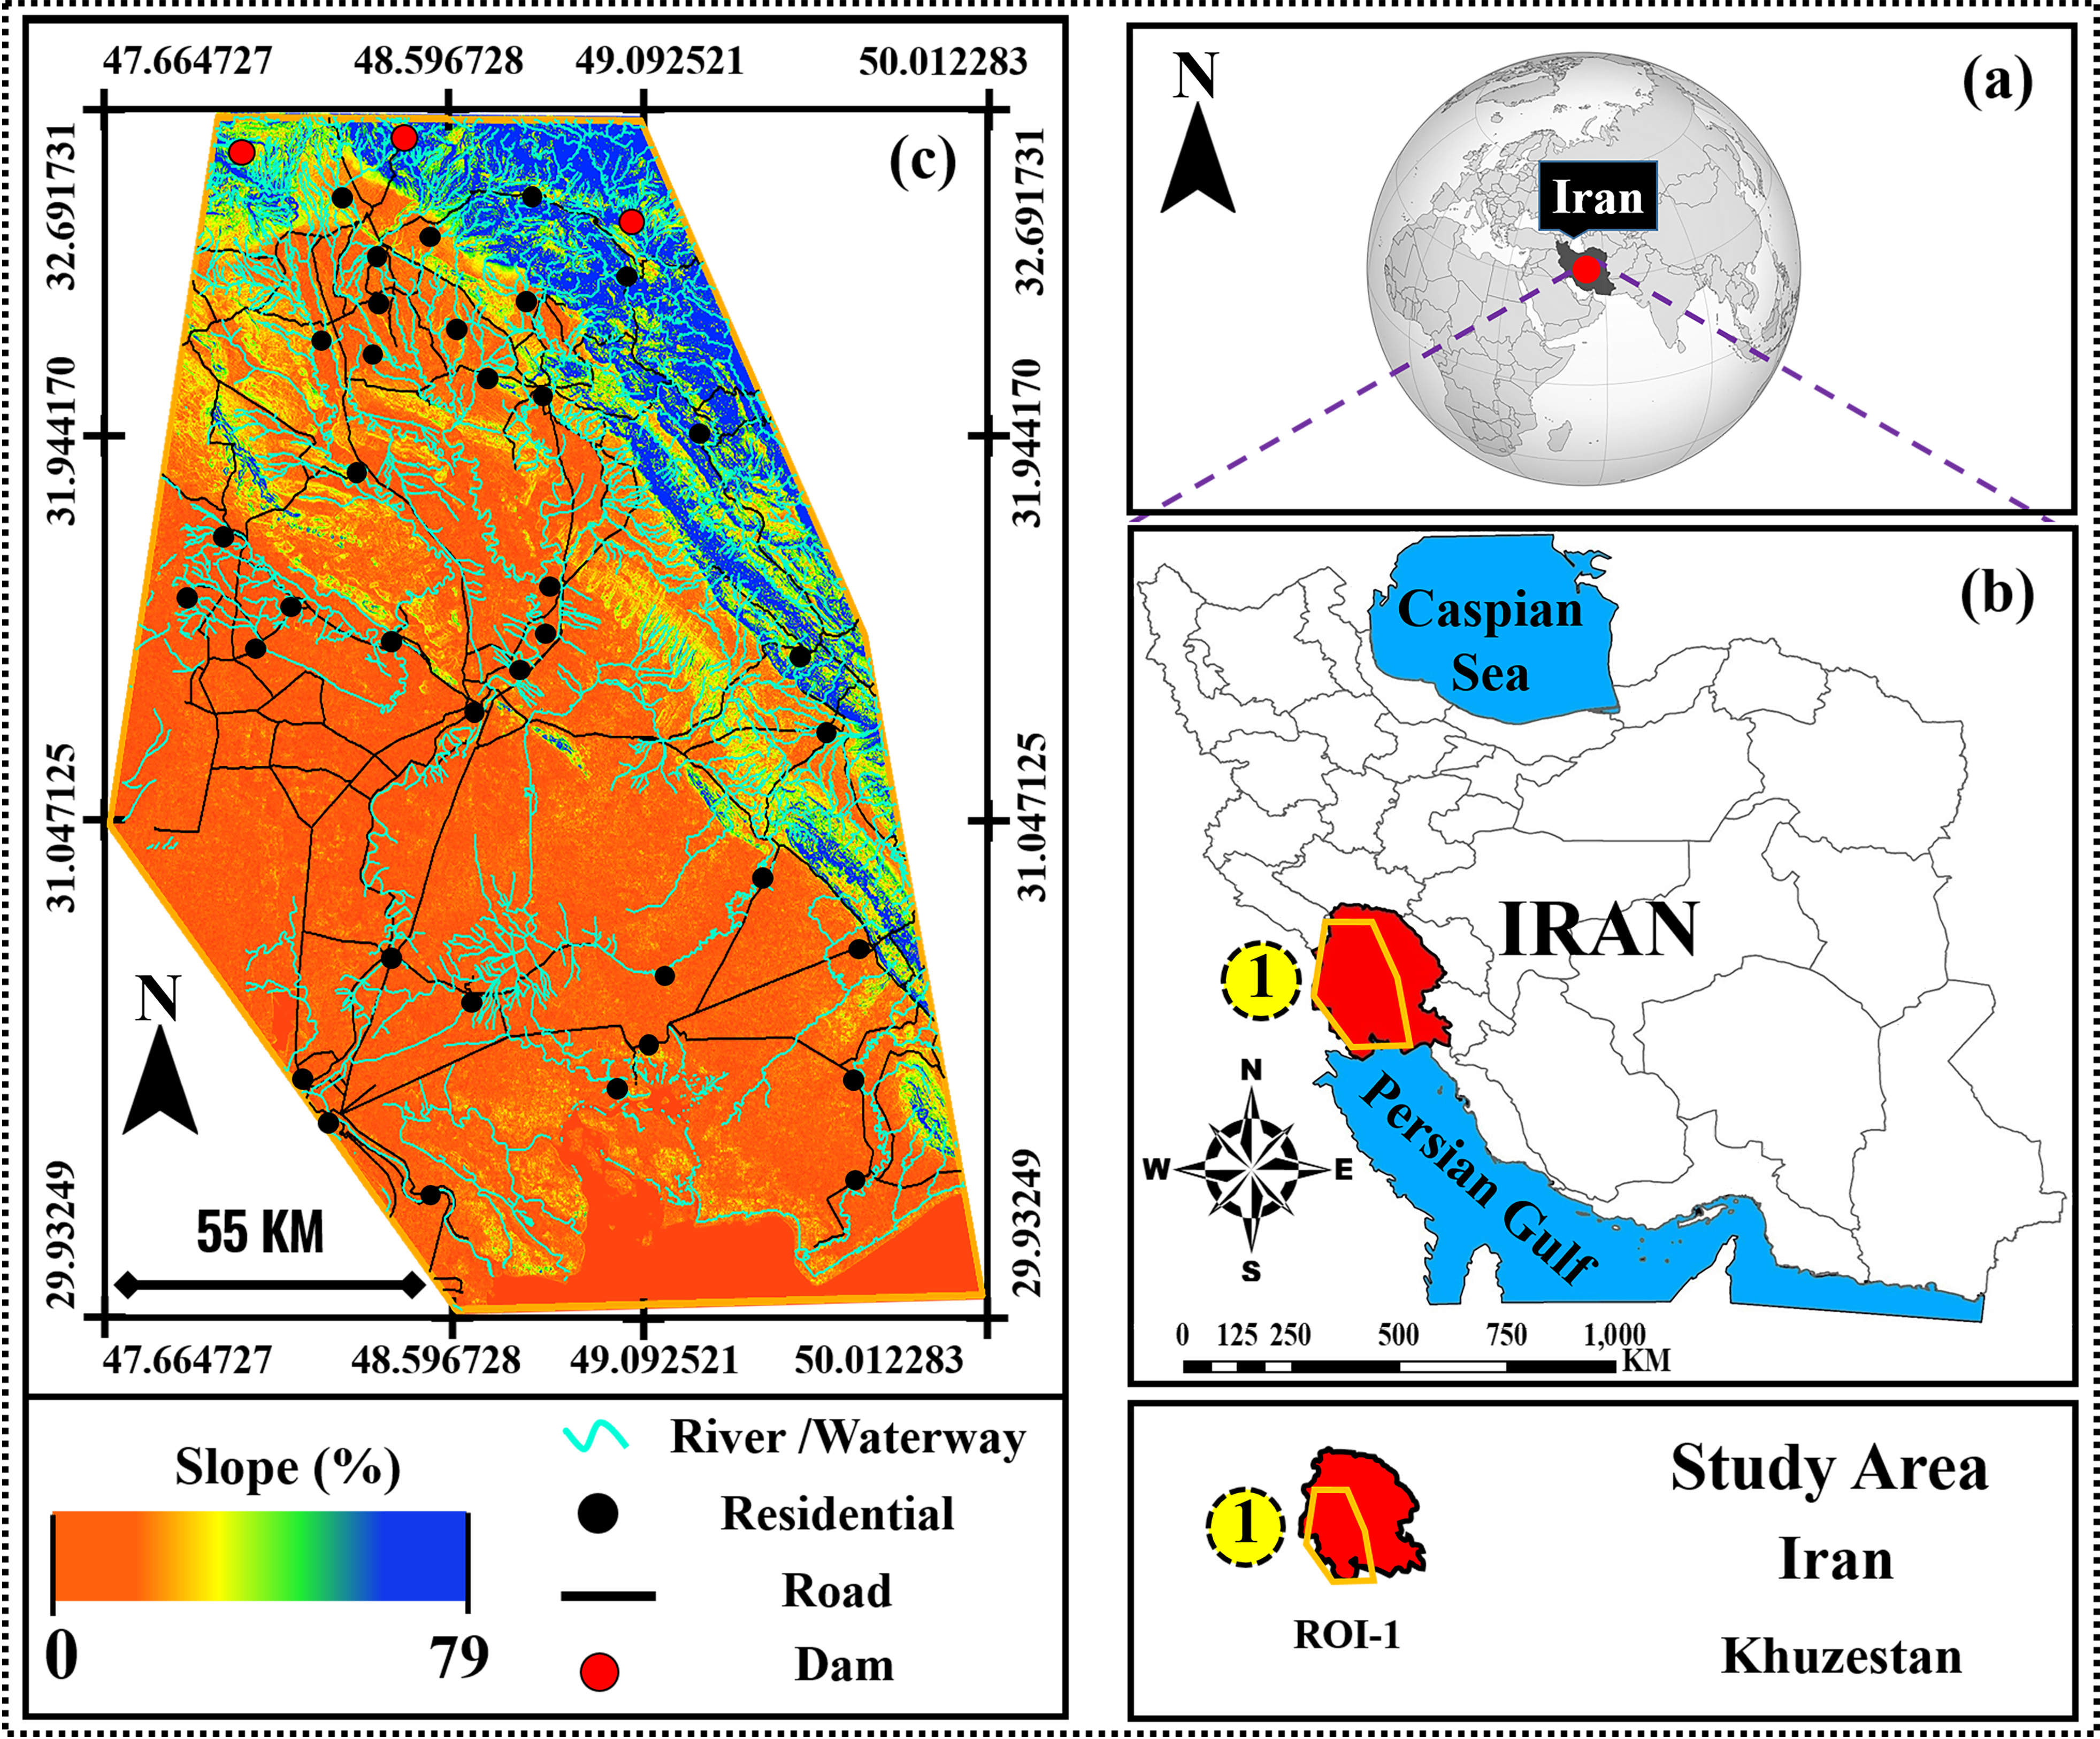 47.664727 48.596728 49.092521 50.012283
(c)
32.691731
31.944170
31.047125
29.93249
32.691731
31.944170
31.047125
29.93249
N
55 KM
47.664727 48.596728 49.092521 50.012283
Slope (%)
0 79
River /Waterway
Residential
Road
Dam
N
(a)
Iran
(b)
Caspian
Sea
IRAN
1
Persian Gulf
N
W E
S
0 125 250 500 750 1,000
KM
1
ROI-1
Study Area
Iran
Khuzestan